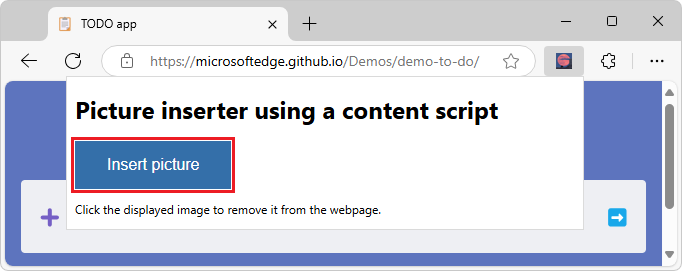 TODO app
https://microsoftedge.github.io/Demos/demo-to-do/
Picture inserter using a content script
Insert picture
Click the displayed image to remove it from the webpage.